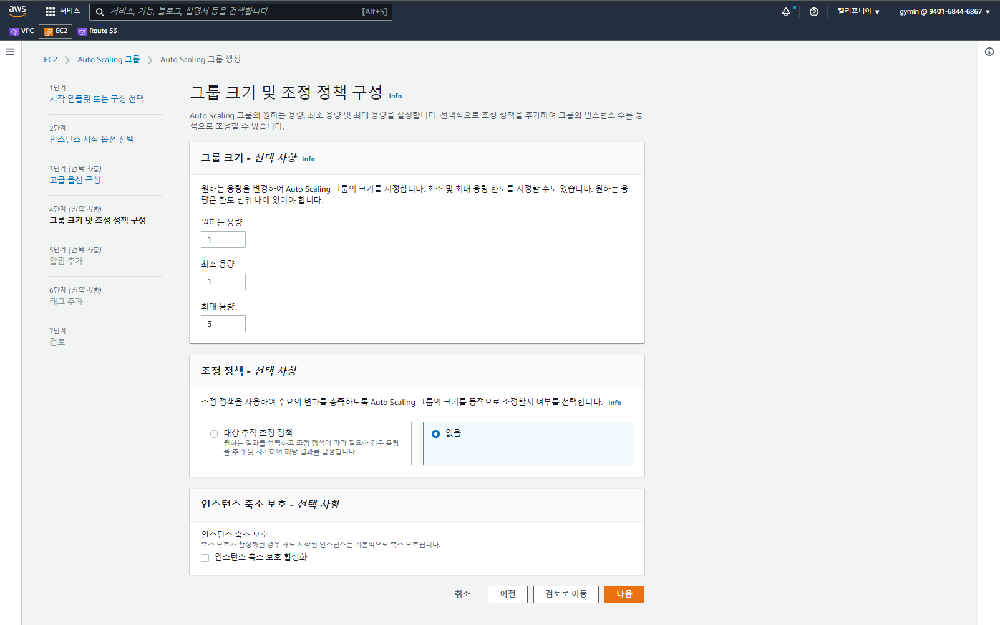 aws
서비스
서비스, 기능, 블로그, 설명서 등을 검색합니다.
[Alt+S]
캘리포니아 ▼
gymin @ 9401-6844-6867 ▼
VPC
EC2
Route 53
EC2 > Auto Scaling 그룹 > Auto Scaling 그룹 생성
1단계
시작 템플릿 또는 구성 선택
2단계
인스턴스 시작 옵션 선택
3단계 (선택 사항)
고급 옵션 구성
4단계 (선택 사항)
그룹 크기 및 조정 정책 구성
5단계 (선택 사항)
알림 추가
6단계 (선택 사항)
태그 추가
7단계
검토
그룹 크기 및 조정 정책 구성 Info
Auto Scaling 그룹의 원하는 용량, 최소 용량 및 최대 용량을 설정합니다. 선택적으로 조정 정책을 추가하여 그룹의 인스턴스 수를 동
적으로 조정할 수 있습니다.
그룹 크기 - 선택 사항 Info
원하는 용량을 변경하여 Auto Scaling 그룹의 크기를 지정합니다. 최소 및 최대 용량 한도를 지정할 수도 있습니다. 원하는 용
량은 한도 범위 내에 있어야 합니다.
원하는 용량
1
최소 용량
1
최대 용량
3
조정 정책 - 선택 사항
조정 정책을 사용하여 수요의 변화를 충족하도록 Auto Scaling 그룹의 크기를 동적으로 조정할지 여부를 선택합니다. Info
대상 추적 조정 정책
원하는 결과를 선택하고 조정 정책에 따라 필요한 경우 용량
을 추가 및 제거하여 해당 결과를 달성합니다.
없음
인스턴스 축소 보호 - 선택 사항
인스턴스 축소 보호
축소 보호가 활성화된 경우 새로 시작된 인스턴스는 기본적으로 축소 보호됩니다.
인스턴스 축소 보호 활성화
취소
이전
검토로 이동
다음